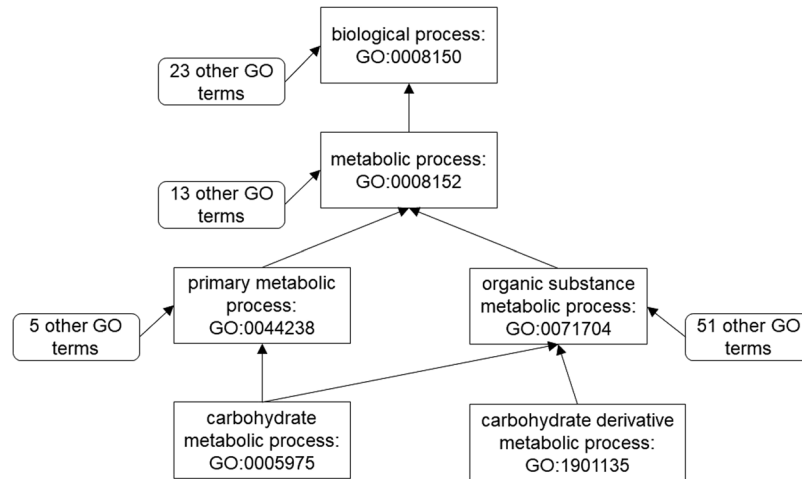 biological process:
GO:0008150
23 other GO
terms
metabolic process:
GO:0008152
13 other GO
terms
primary metabolic
process:
GO:0044238
organic substance
metabolic process:
GO:0071704
5 other GO
terms
51 other GO
terms
carbohydrate
metabolic process:
GO:0005975
carbohydrate derivative
metabolic process:
GO:1901135